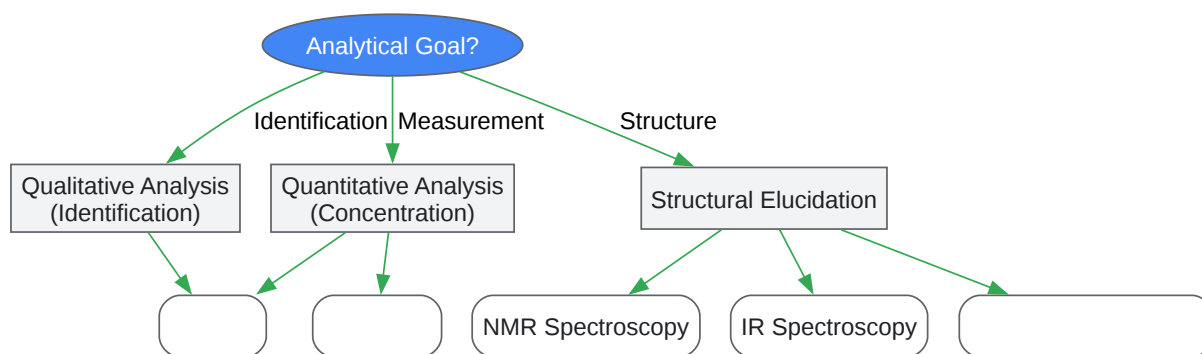 Analytical Goal?
Identification
Measurement
Structure
Qualitative Analysis
(Identification)
Quantitative Analysis
(Concentration)
Structural Elucidation
NMR Spectroscopy
IR Spectroscopy